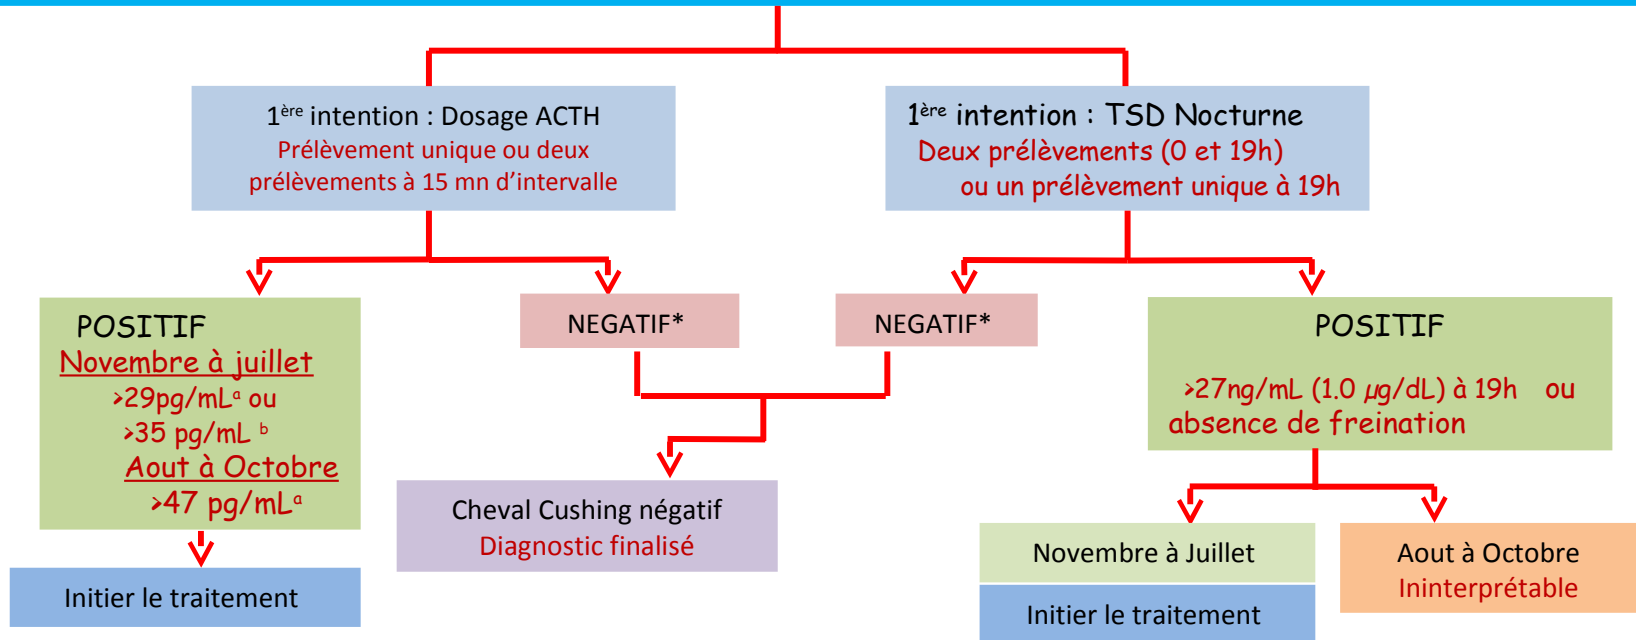 1ère intention : Dosage ACTH
Prélèvement unique ou deux
prélèvements à 15 mn d’intervalle
1ère intention : TSD Nocturne
Deux prélèvements (0 et 19h)
ou un prélèvement unique à 19h
POSITIF
Novembre à juillet
>29pg/mLa ou
>35 pg/mL b
Aout à Octobre
>47 pg/mLa
NEGATIF*
NEGATIF*
POSITIF
>27ng/mL (1.0 µg/dL) à 19h ou
absence de freination
Cheval Cushing négatif
Diagnostic finalisé
Initier le traitement
Novembre à Juillet
Initier le traitement
Aout à Octobre
Ininterprétable